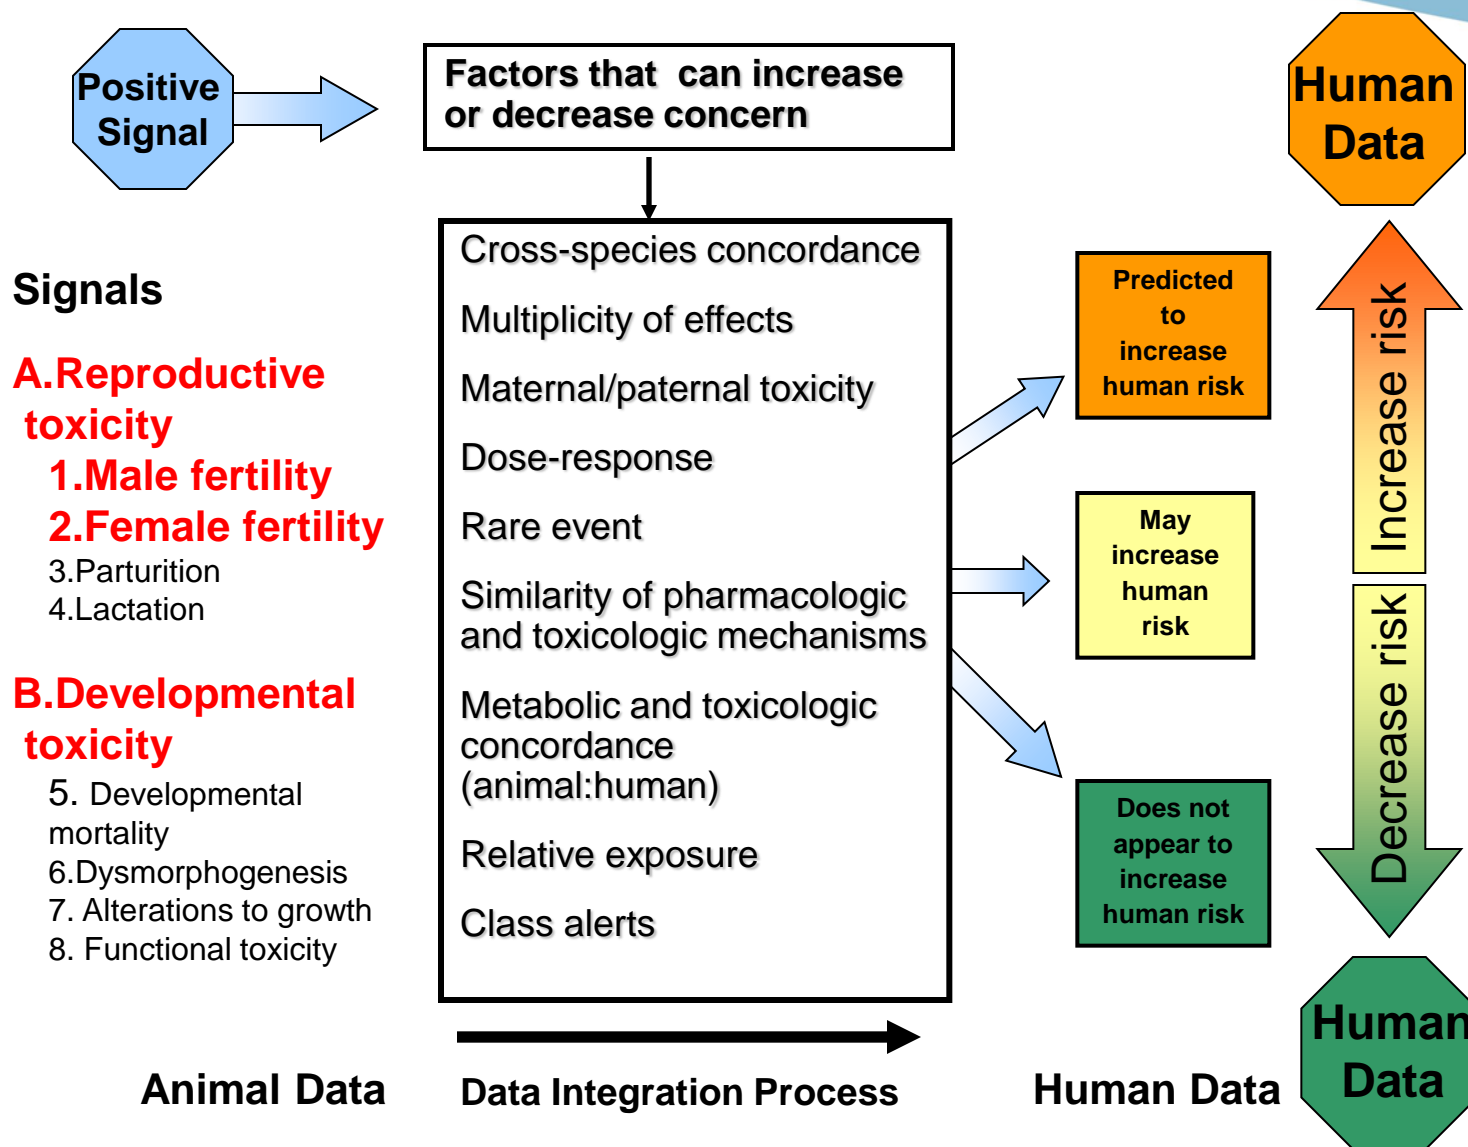 Positive
Signal
Factors that can increase
or decrease concern
Human
Data
Signals
A.Reproductive
toxicity
1.Male fertility
2.Female fertility
3.Parturition
4.Lactation
B.Developmental
toxicity
5. Developmental
mortality
6.Dysmorphogenesis
7. Alterations to growth
8. Functional toxicity
Cross-species concordance
Multiplicity of effects
Maternal/paternal toxicity
Dose-response
Rare event
Similarity of pharmacologic
and toxicologic mechanisms
Metabolic and toxicologic
concordance
(animal:human)
Relative exposure
Class alerts
Predicted
to
increase
human risk
May
increase
human
risk
Does not
appear to
increase
human risk
Increase risk
Decrease risk
Human
Data
Animal Data
Data Integration Process
Human Data